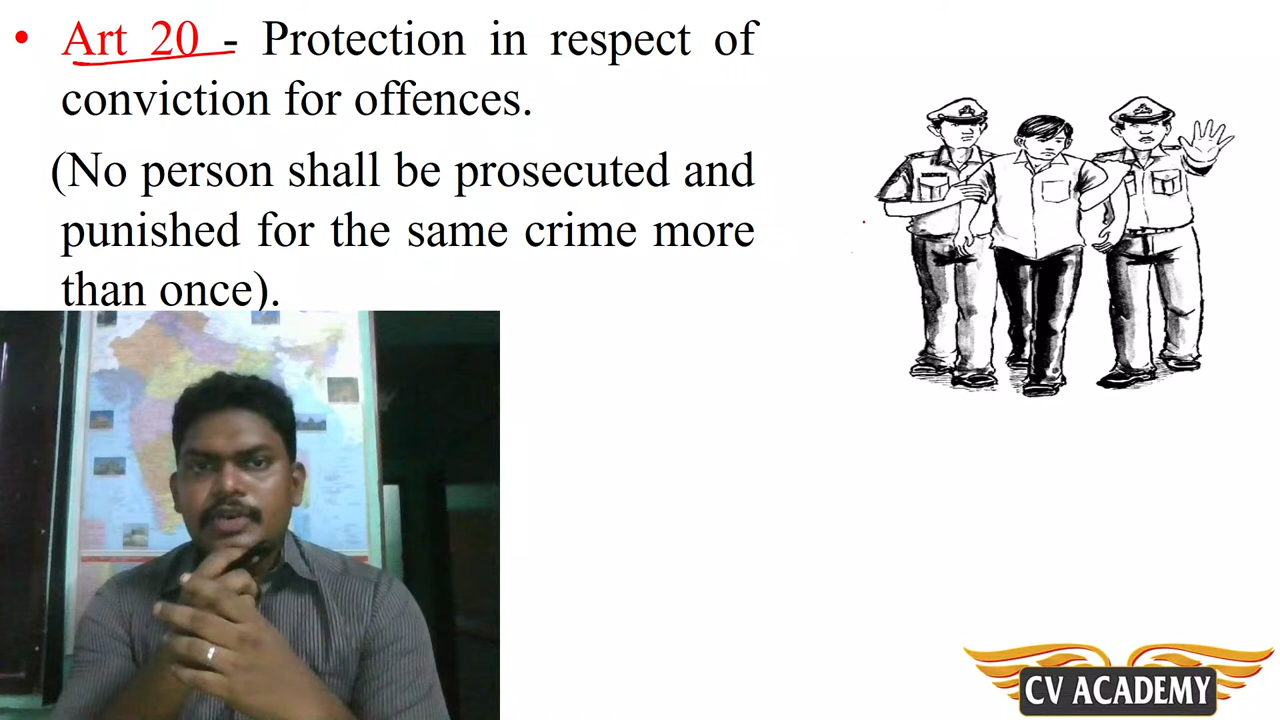 • Art 20 - Protection in respect of
conviction for offences.
(No person shall be prosecuted and
punished for the same crime more
than once).
CV ACADEMY